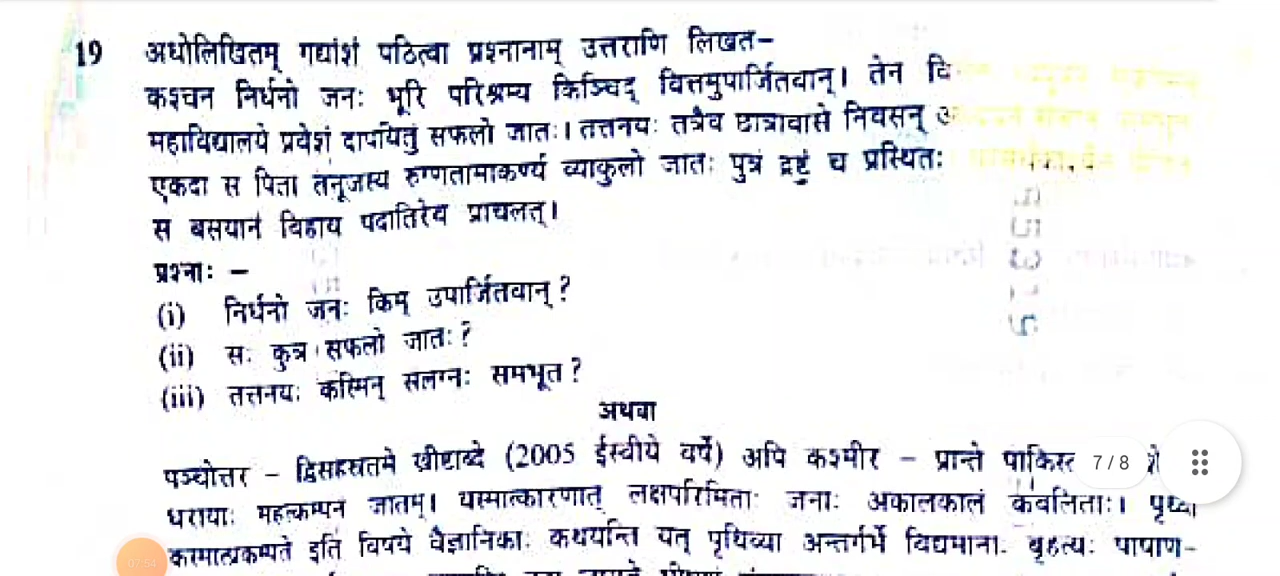 19 अधोलिखितम् गद्यांशं पठित्वा प्रश्नानाम् उत्तराणि लिखत-
कश्चन निर्धनो जनः भूरि परिश्रम्य किञ्चिद् वित्तमुपार्जितवान्। तेन
महाविद्यालये प्रवेशं दापयितुं सफलो जातः। तत्तनयः तत्रैव छात्रावासे निवसन्
एकदा स पिता तनूजस्य रुग्णतामाकर्ण्य व्याकुलो जातः पुत्रं द्रष्टुं च प्रस्थितः
स बसयानं विहाय पदातिरेव प्राचलत्।
प्रश्नाः -
(i) निर्धनो जनः किम् उपार्जितवान्?
(ii) सः कुत्र सफलो जातः?
(iii) तत्तनयः कस्मिन् सलग्नः समभूत?
अथवा
पञ्चोत्तर - द्विसहस्रतमे ख्रीष्टाब्दे (2005 ईस्वीये वर्षे) अपि कश्मीर - प्रान्ते
7/8
धरायाः महत्कम्पनं जातम्। यस्मात्कारणात् लक्षपरिमिताः जनाः अकालकालं कवलिताः।
कस्मात्प्रकम्पते इति विषये वैज्ञानिकाः कथयन्ति यत् पृथिव्या अन्तर्गर्भे विद्यमानाः बृहत्यः पाषाण-
07:54